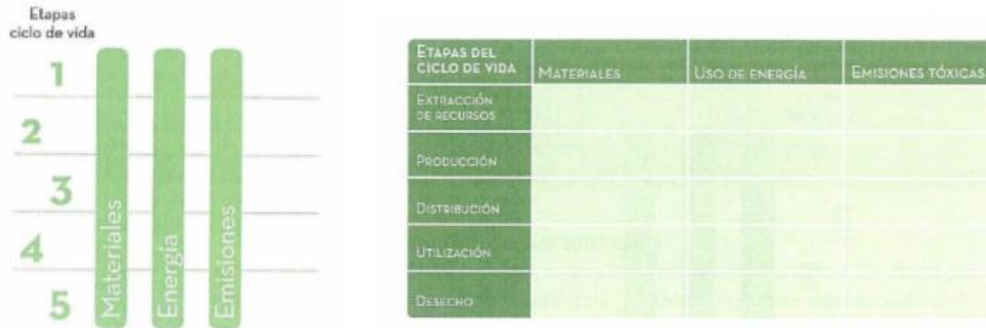 Etapas
ciclo de vida
1
2
3
4
5
Materiales
Energía
Emisiones
ETAPAS DEL
CICLO DE VIDA
MATERIALES
USO DE ENERGÍA
EMISIONES TÓXICAS
EXTRACCIÓN
DE RECURSOS
PRODUCCIÓN
DISTRIBUCIÓN
UTILIZACIÓN
DESECHO